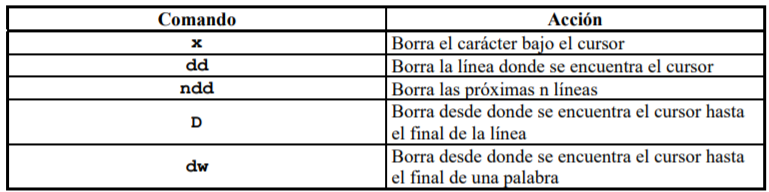 Comando Acción
x Borra el carácter bajo el cursor
dd Borra la línea donde se encuentra el cursor
ndd Borra las próximas n líneas
D Borra desde donde se encuentra el cursor hasta
el final de la línea
dw Borra desde donde se encuentra el cursor hasta
el final de una palabra